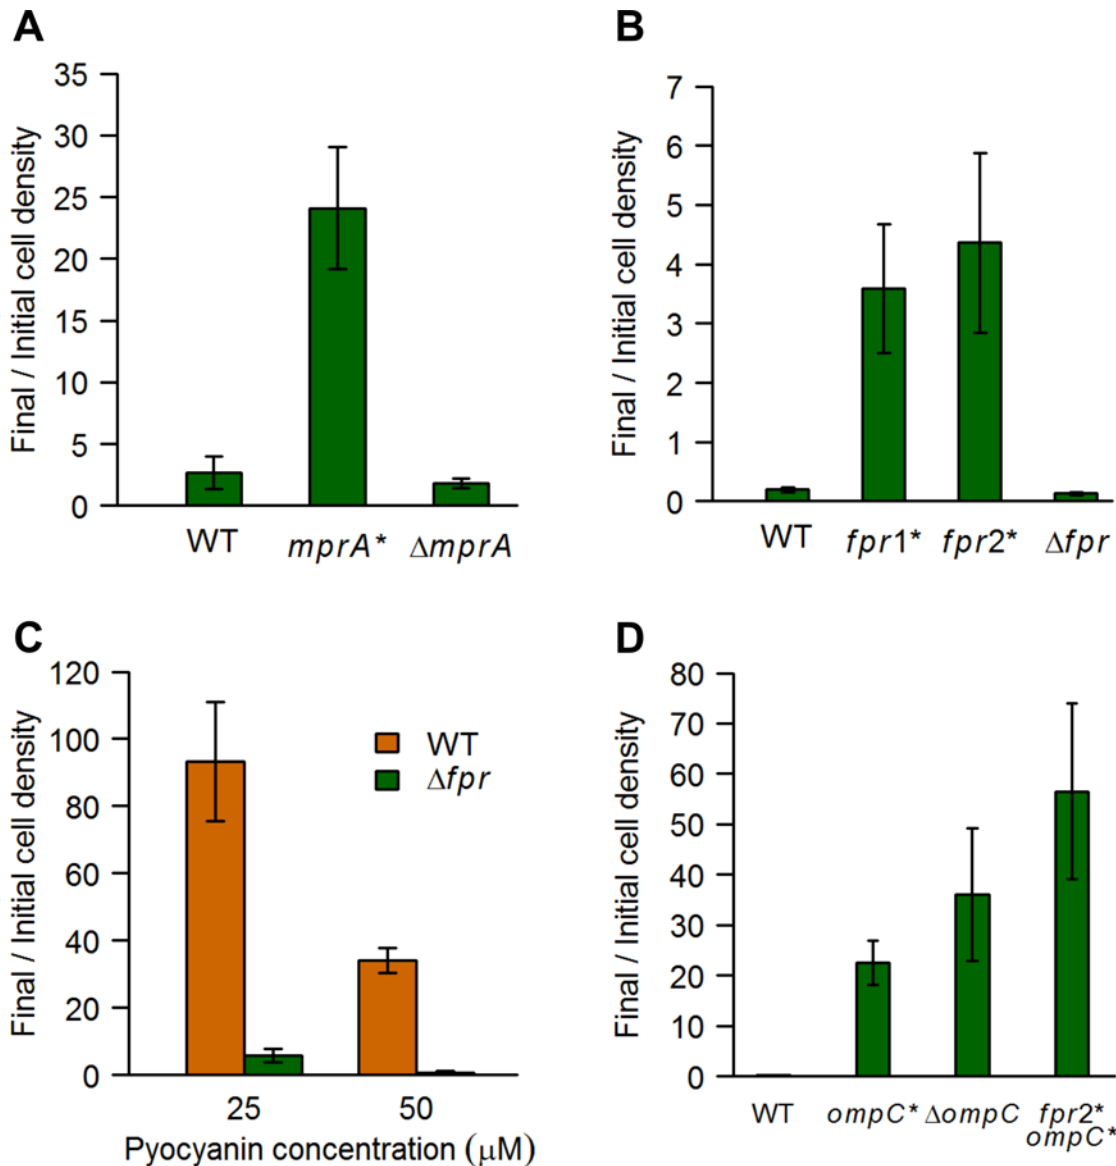 A
Final / Initial cell density
35
30
25
20
15
10
5
0
WT mprA* ΔmprA
B
Final / Initial cell density
7
6
5
4
3
2
1
0
WT fpr1* fpr2* Δfpr
C
Final / Initial cell density
120
100
80
60
40
20
0
WT
Δfpr
25 50
Pyocyanin concentration (μM)
D
Final / Initial cell density
80
70
60
50
40
30
20
10
0
WT ompC* ΔompC fpr2*
ompC*